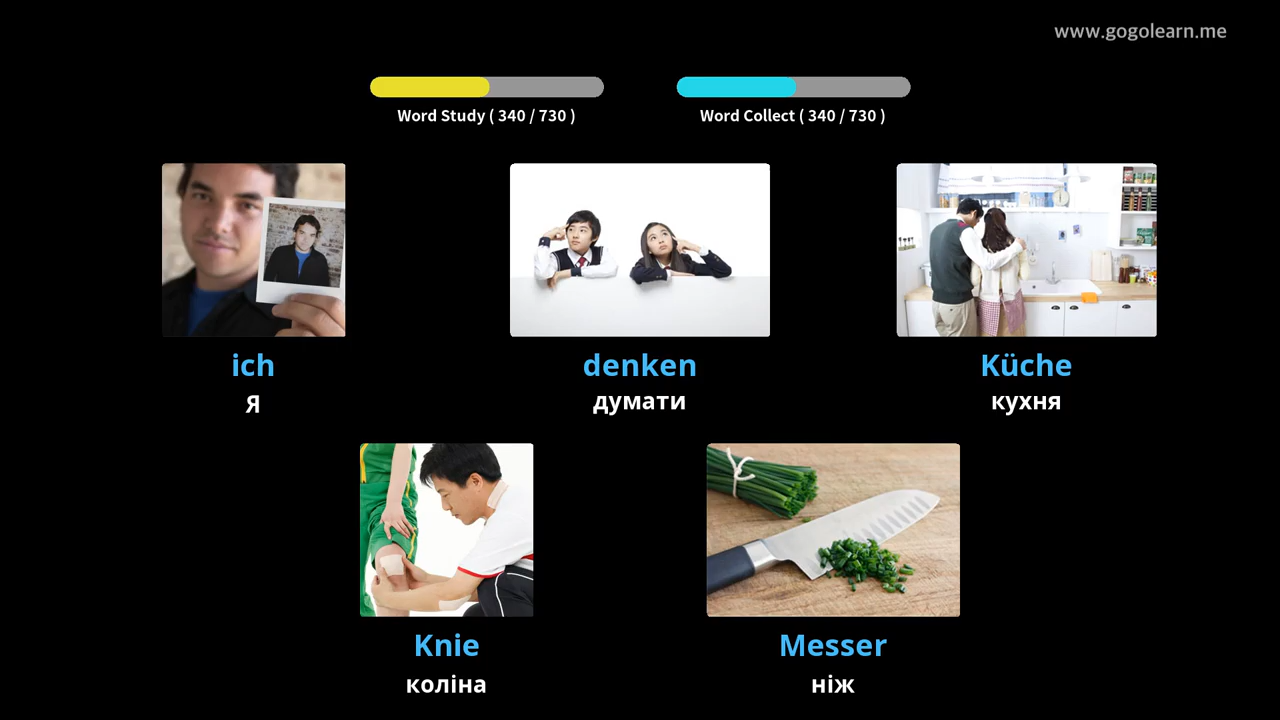 www.gogolearn.me
Word Study ( 340 / 730 )
Word Collect ( 340 / 730 )
ich
Я
denken
думати
Küche
кухня
Knie
коліна
Messer
ніж